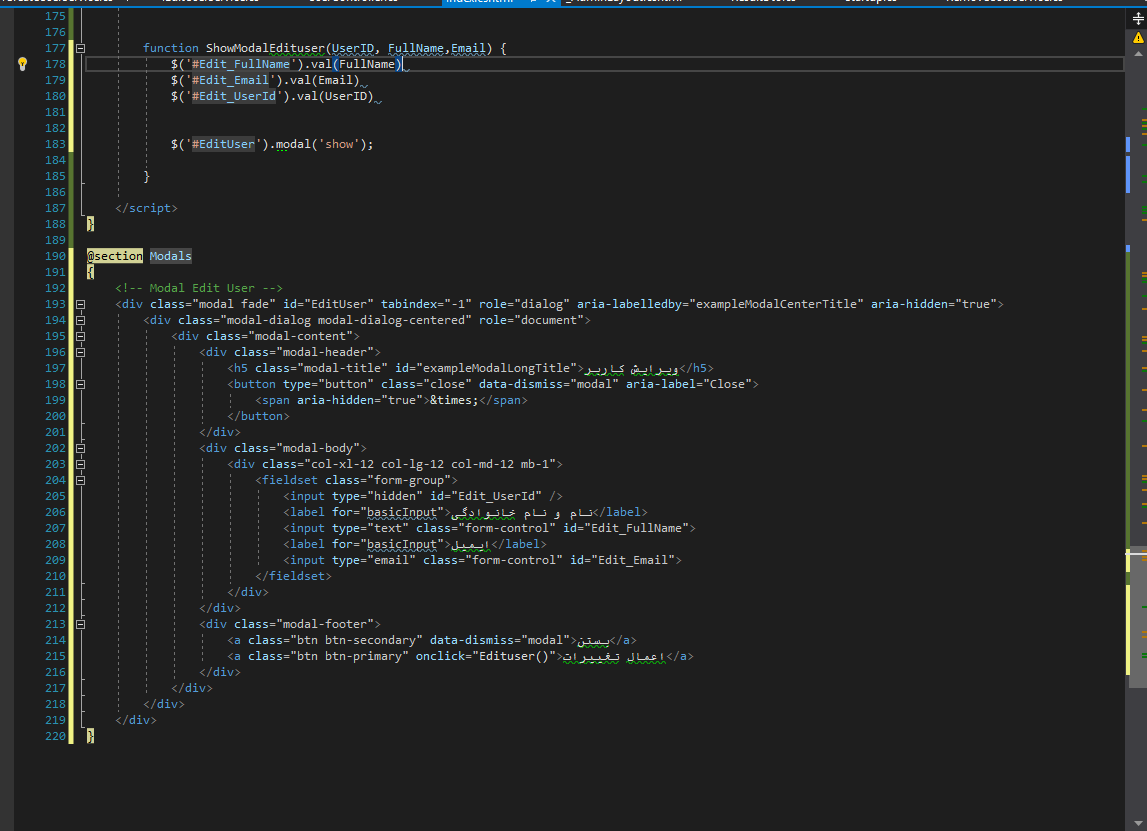 175
176
177 function ShowModalEdituser(UserID, FullName,Email) {
178 $('#Edit_FullName').val(FullName)
179 $('#Edit_Email').val(Email)
180 $('#Edit_UserId').val(UserID)
181
182
183 $('#EditUser').modal('show');
184
185 }
186
187 </script>
188 }
189
190 @section Modals
191 {
192 <!-- Modal Edit User -->
193 <div class="modal fade" id="EditUser" tabindex="-1" role="dialog" aria-labelledby="exampleModalCenterTitle" aria-hidden="true">
194 <div class="modal-dialog modal-dialog-centered" role="document">
195 <div class="modal-content">
196 <div class="modal-header">
197 <h5 class="modal-title" id="exampleModalLongTitle">ویرایش کاربر</h5>
198 <button type="button" class="close" data-dismiss="modal" aria-label="Close">
199 <span aria-hidden="true">&times;</span>
200 </button>
201 </div>
202 <div class="modal-body">
203 <div class="col-xl-12 col-lg-12 col-md-12 mb-1">
204 <fieldset class="form-group">
205 <input type="hidden" id="Edit_UserId" />
206 <label for="basicInput">نام و نام خانوادگی</label>
207 <input type="text" class="form-control" id="Edit_FullName">
208 <label for="basicInput">ایمیل</label>
209 <input type="email" class="form-control" id="Edit_Email">
210 </fieldset>
211 </div>
212 </div>
213 <div class="modal-footer">
214 <a class="btn btn-secondary" data-dismiss="modal">بستن</a>
215 <a class="btn btn-primary" onclick="Edituser()">اعمال تغییرات</a>
216 </div>
217 </div>
218 </div>
219 </div>
220 }